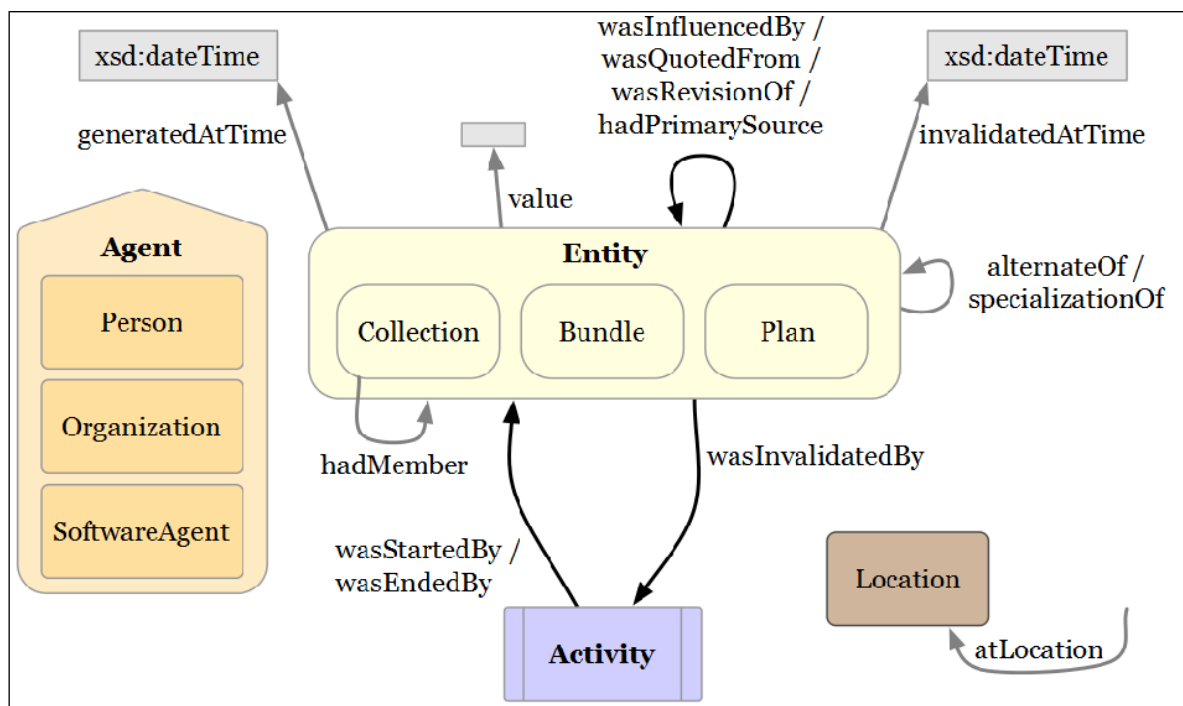 wasInfluencedBy /
wasQuotedFrom /
wasRevisionOf /
hadPrimarySource
xsd:dateTime
xsd:dateTime
generatedAtTime
invalidatedAtTime
value
Agent
Person
Organization
SoftwareAgent
Entity
Collection
Bundle
Plan
alternateOf /
specializationOf
hadMember
wasInvalidatedBy
wasStartedBy /
wasEndedBy
Activity
Location
atLocation